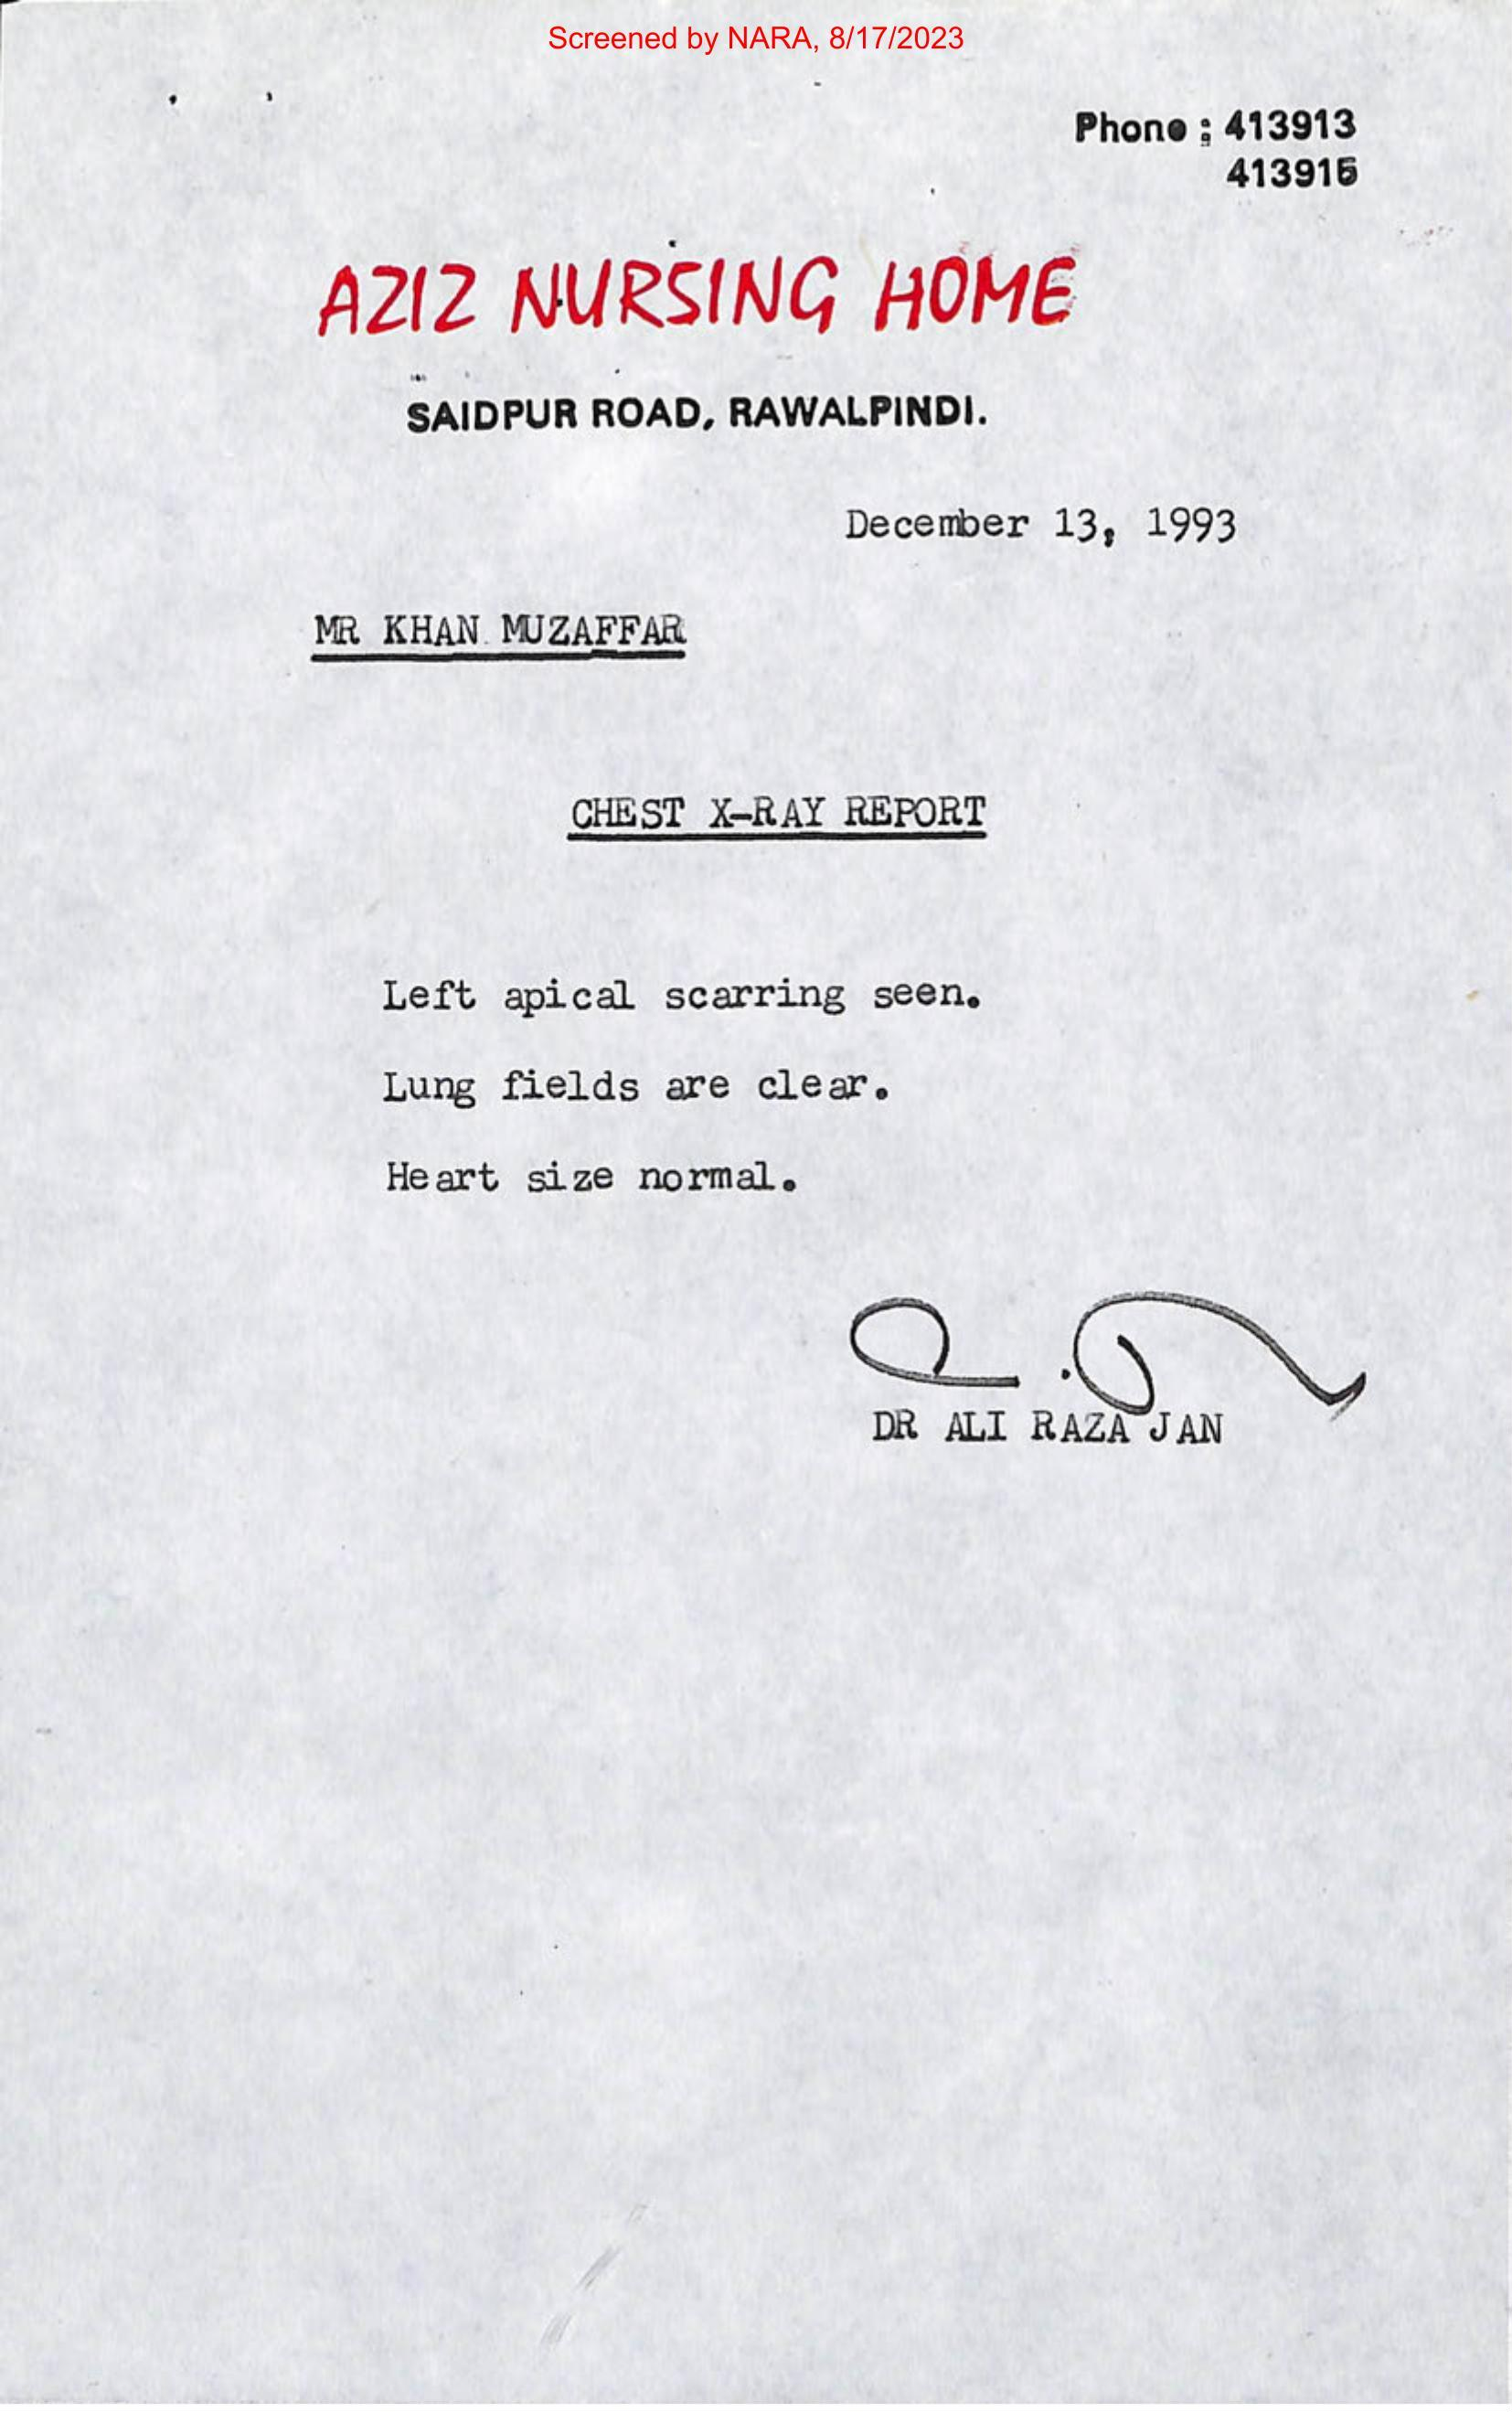 Screened by NARA, 8/17/2023
Phone : 413913
413915
AZIZ NURSING HOME
SAIDPUR ROAD, RAWALPINDI.
December 13, 1993
MR KHAN MUZAFFAR
CHEST X-RAY REPORT
Left apical scarring seen.
Lung fields are clear.
Heart size normal.
DR ALI RAZA JAN